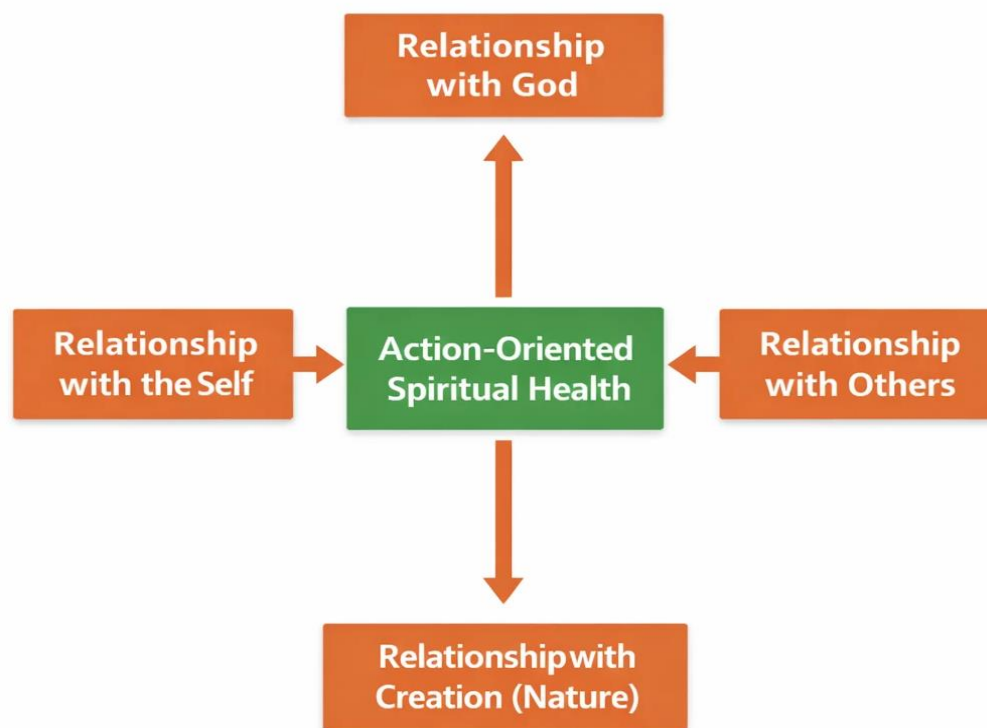 Relationship
with God
Relationship
with the Self
Action-Oriented
Spiritual Health
Relationship
with Others
Relationship with
Creation (Nature)